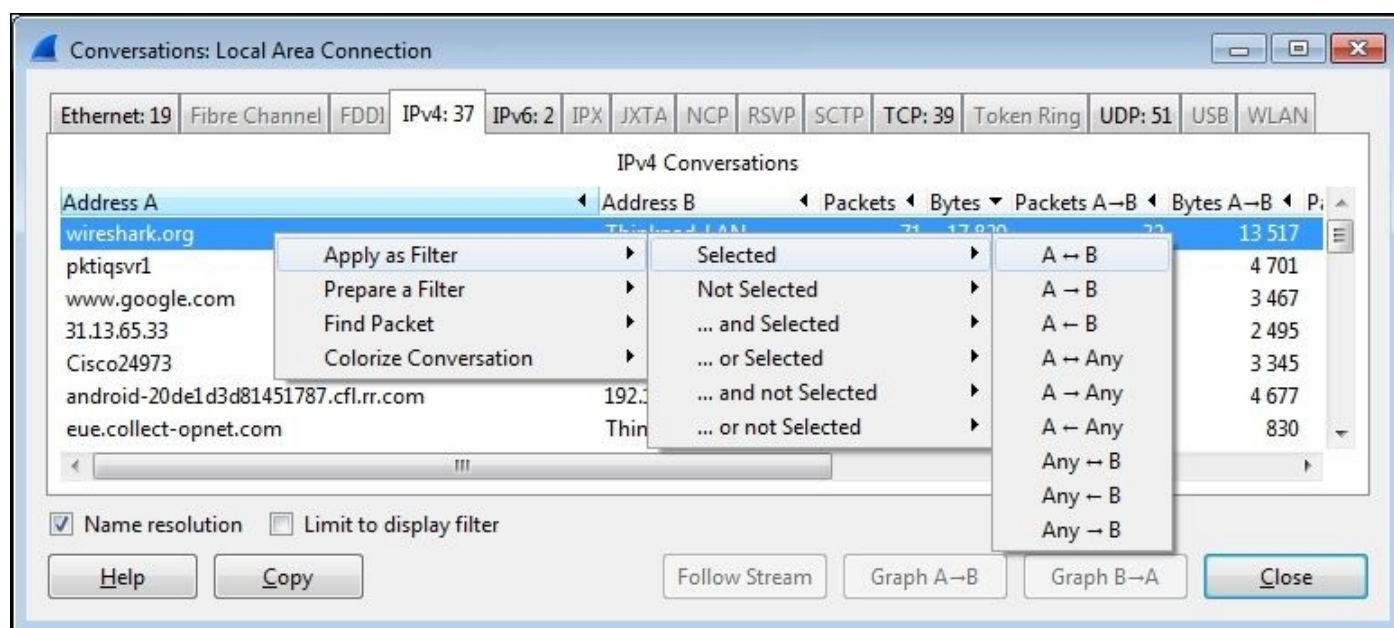 Conversations: Local Area Connection
Ethernet: 19 Fibre Channel FDDI IPv4: 37 IPv6: 2 IPX JXTA NCP RSVP SCTP TCP: 39 Token Ring UDP: 51 USB WLAN
IPv4 Conversations
Address A Address B Packets Bytes Packets A→B Bytes A→B
wireshark.org 13 517
pktiqsvr1 4 701
www.google.com 3 467
31.13.65.33 2 495
Cisco24973 3 345
android-20de1d3d81451787.cfl.rr.com 4 677
eue.collect-opnet.com 830
Apply as Filter
Prepare a Filter
Find Packet
Colorize Conversation
Selected
Not Selected
... and Selected
... or Selected
... and not Selected
... or not Selected
A ↔ B
A → B
A ← B
A ↔ Any
A → Any
A ← Any
Any ↔ B
Any ← B
Any → B
Name resolution Limit to display filter
Help Copy Follow Stream Graph A→B Graph B→A Close